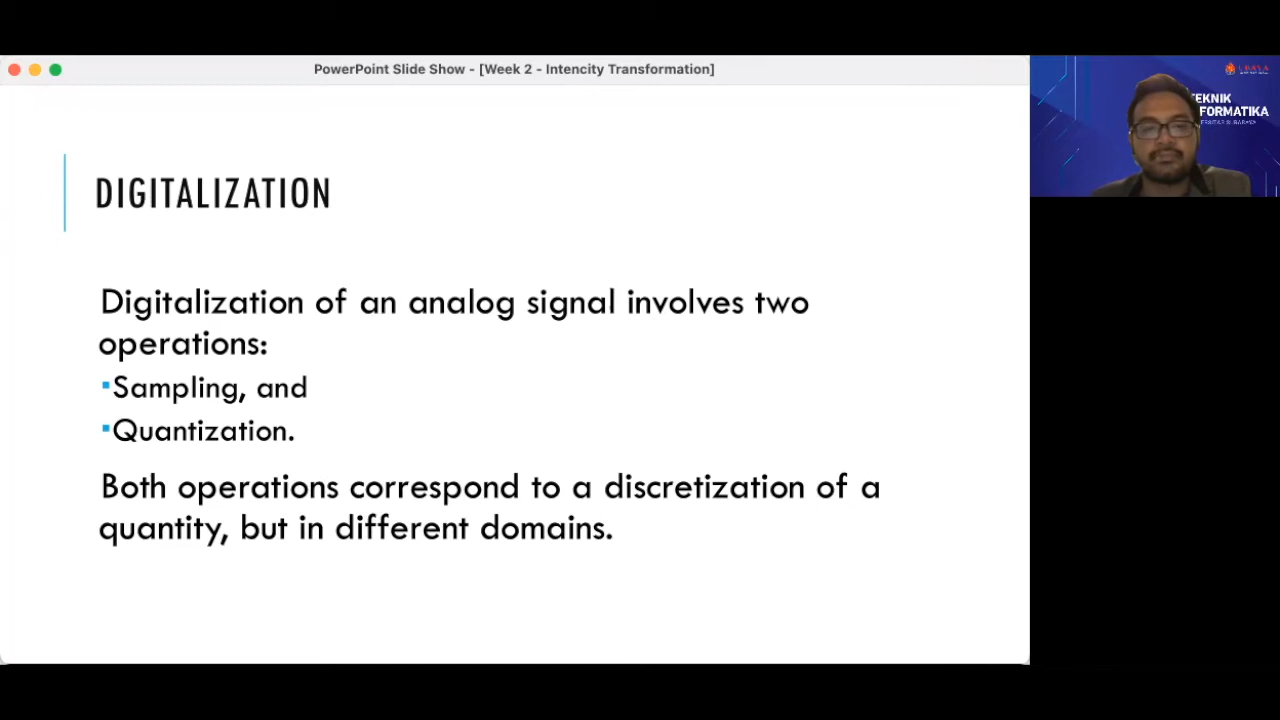 PowerPoint Slide Show - [Week 2 - Intencity Transformation]
DIGITALIZATION
Digitalization of an analog signal involves two
operations:
Sampling, and
Quantization.
Both operations correspond to a discretization of a
quantity, but in different domains.
TEKNIK
FORMATIKA